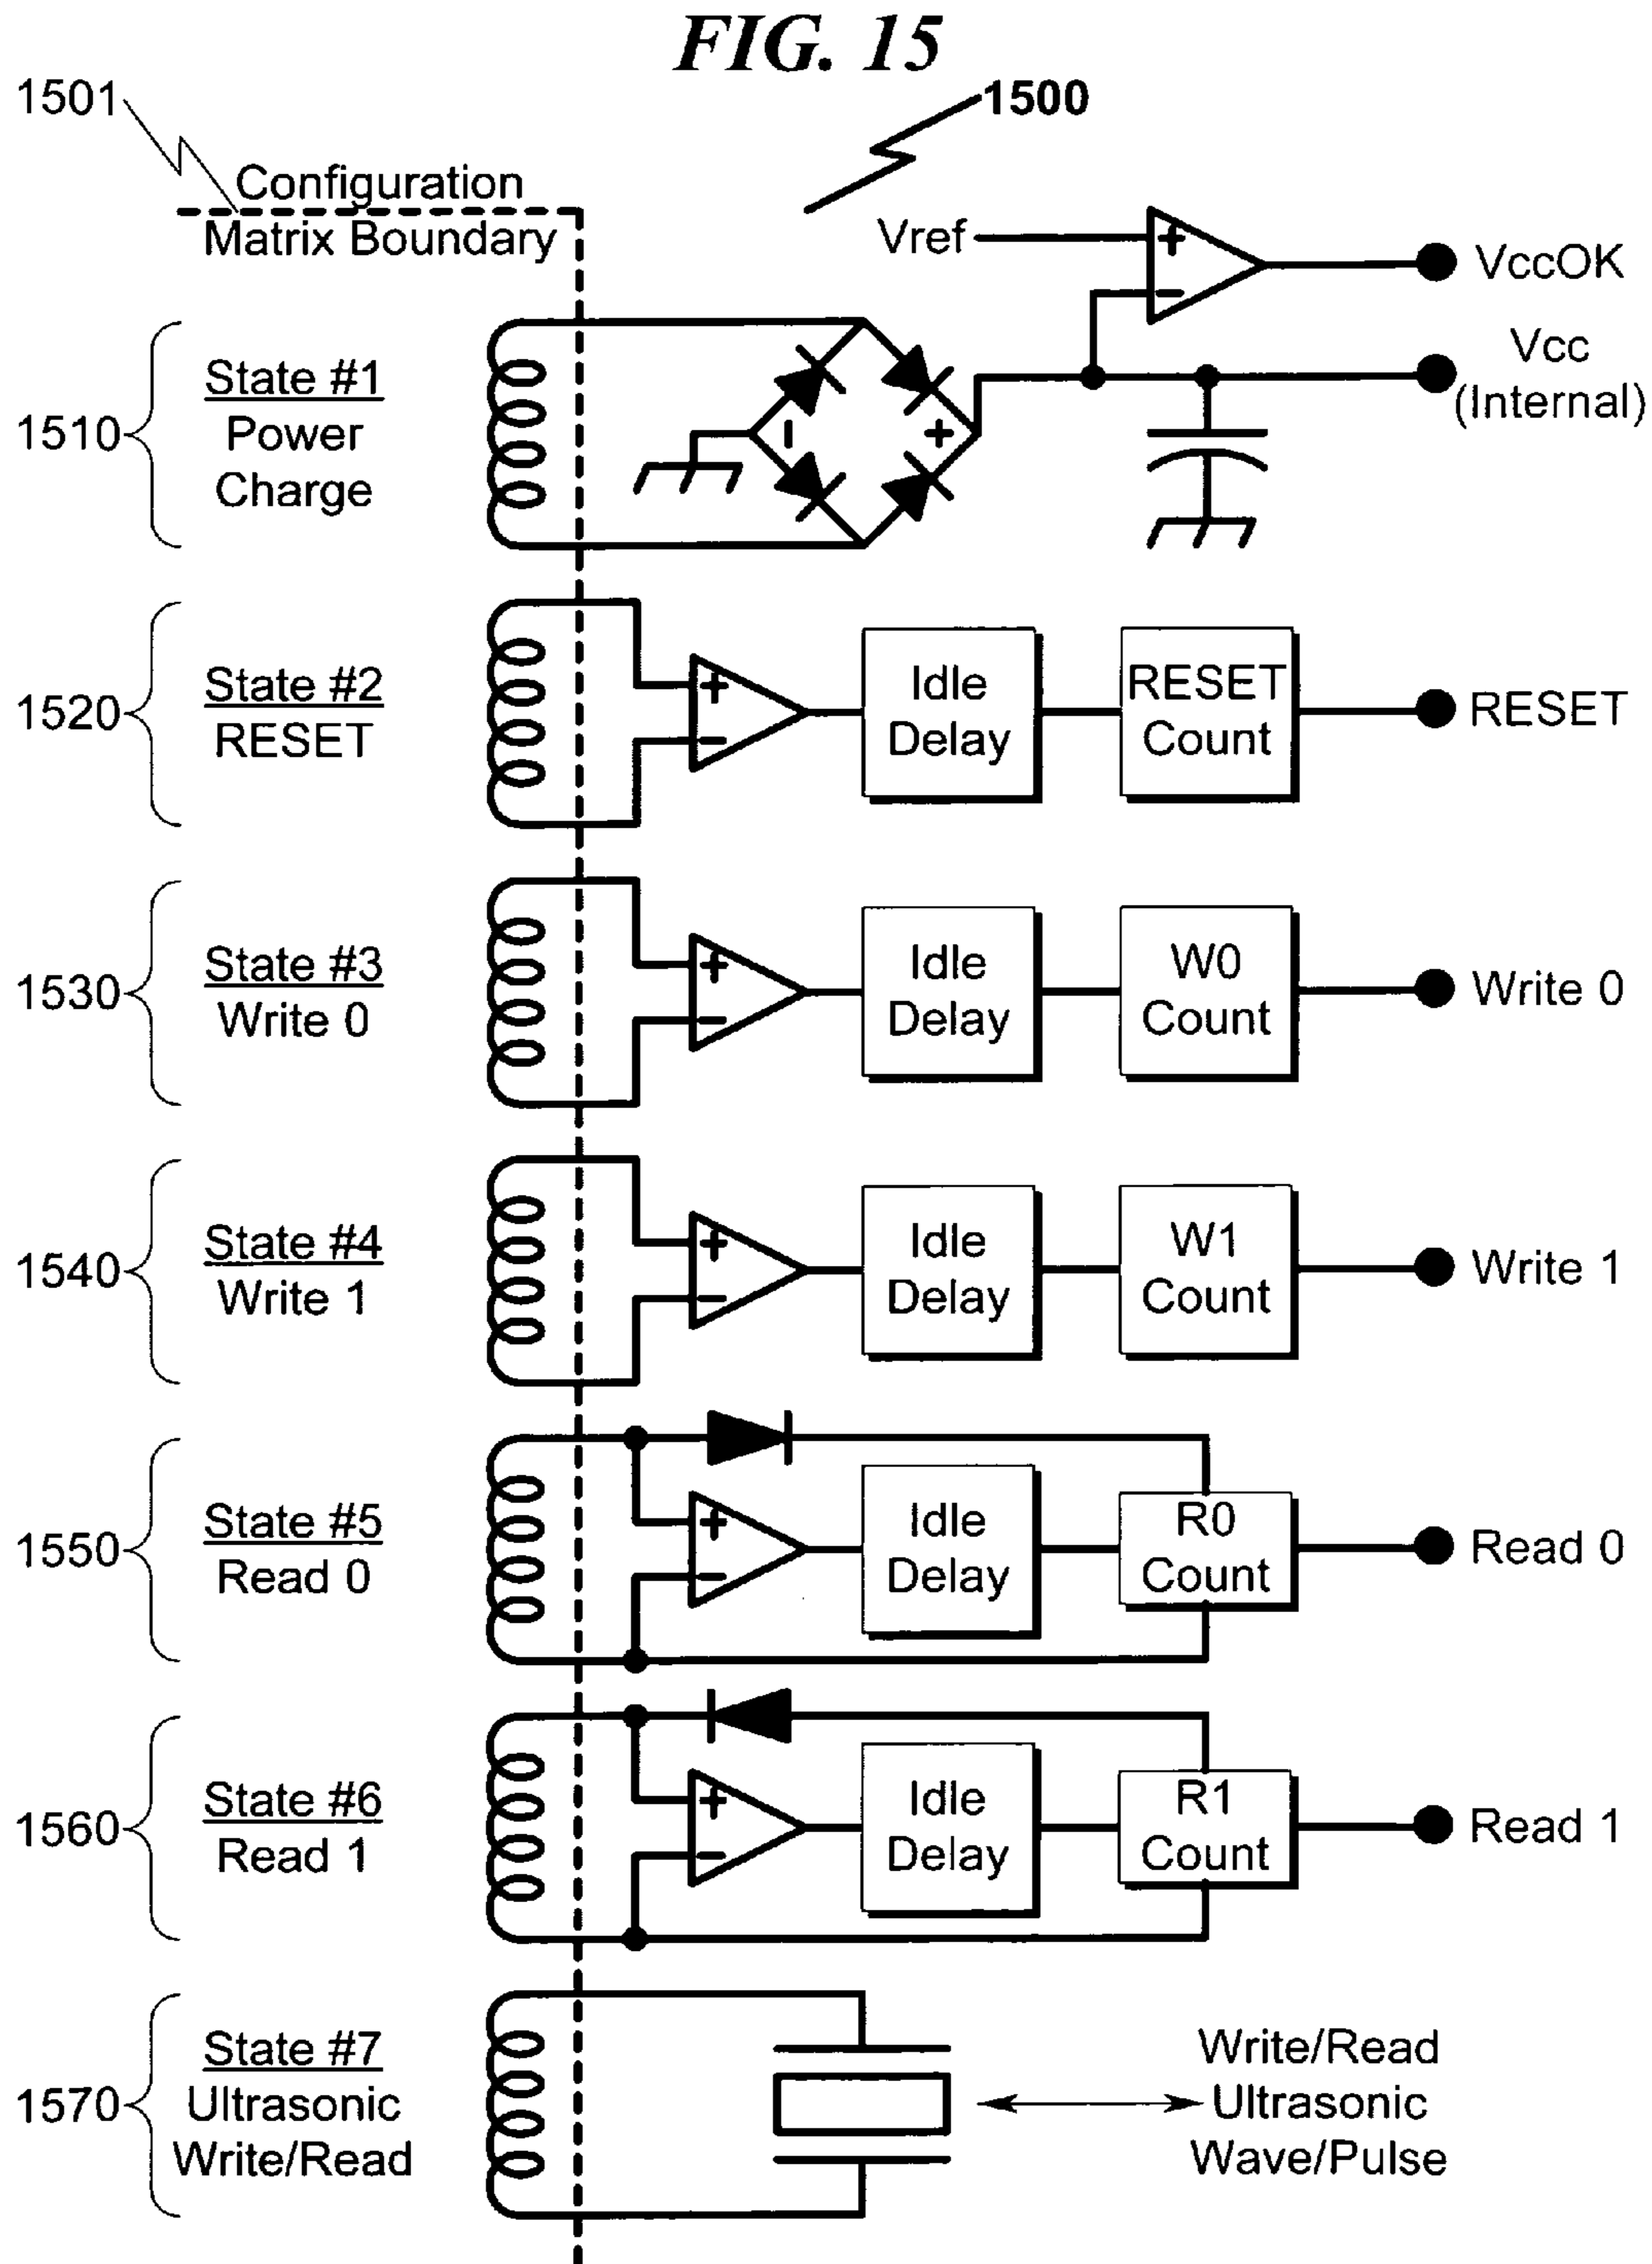 FIG. 15
1501
1500
Configuration
Matrix Boundary
Vref
+
-
VccOK
Vcc
(Internal)
1510
State #1
Power
Charge
-
+
1520
State #2
RESET
+
-
Idle
Delay
RESET
Count
RESET
1530
State #3
Write 0
+
-
Idle
Delay
W0
Count
Write 0
1540
State #4
Write 1
+
-
Idle
Delay
W1
Count
Write 1
1550
State #5
Read 0
+
-
Idle
Delay
R0
Count
Read 0
1560
State #6
Read 1
+
-
Idle
Delay
R1
Count
Read 1
1570
State #7
Ultrasonic
Write/Read
Write/Read
Ultrasonic
Wave/Pulse